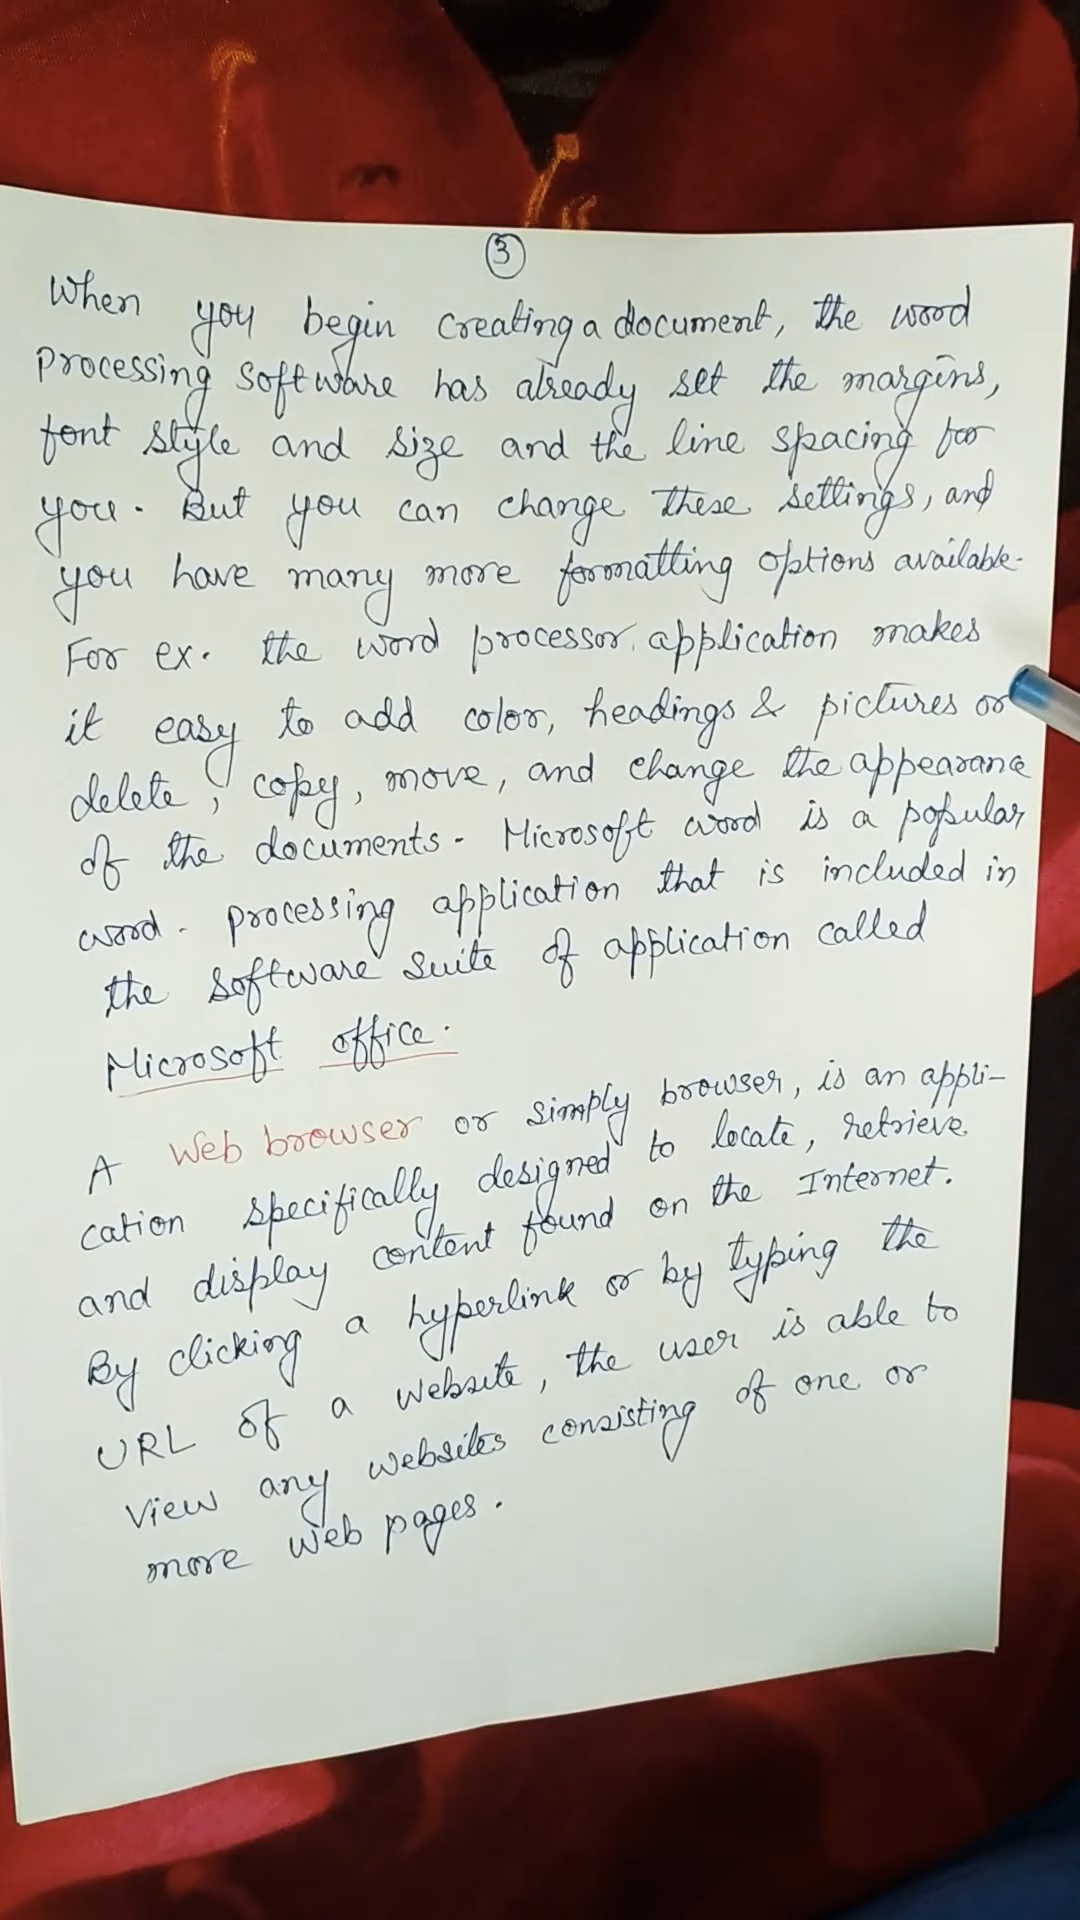 3
When you begin creating a document, the word
Processing Software has already set the margins,
font style and size and the line spacing for
you. But you can change these settings, and
you have many more formatting options available.
For ex. the word processor, application makes
it easy to add color, headings & pictures or
delete, copy, move, and change the appearance
of the documents. Microsoft word is a popular
word. processing application that is included in
the software suite of application called
Microsoft office.
A Web browser or simply browser, is an appli-
cation specifically designed to locate, retrieve
and display content found on the Internet.
By clicking a hyperlink or by typing the
URL of a website, the user is able to
View any websites consisting of one or
more web pages.